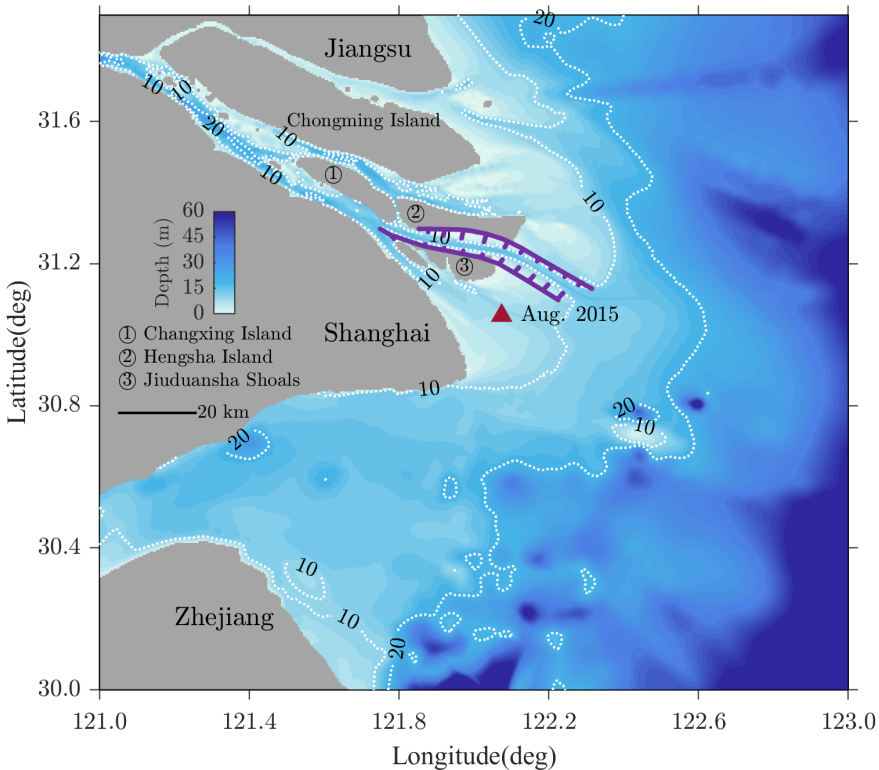 20
Jiangsu
10
10
20
10
10
Chongming Island
31.6
①
②
10
10
③
10
Depth (m)
60
45
30
15
0
31.2
Aug. 2015
① Changxing Island
② Hengsha Island
③ Jiuduansha Shoals
Shanghai
10
20 km
30.8
20
10
20
Latitude(deg)
30.4
10
10
Zhejiang
20
30.0
121.0
121.4
121.8
122.2
122.6
123.0
Longitude(deg)